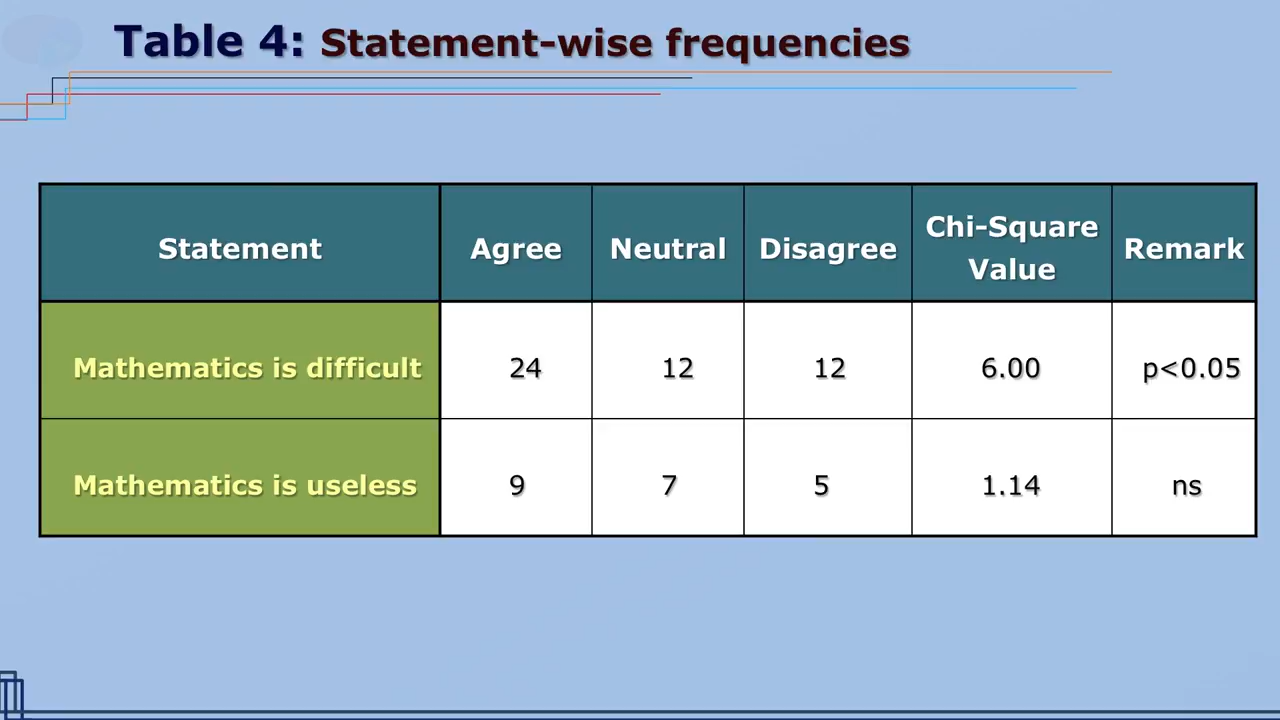 Table 4: Statement-wise frequencies
Statement Agree Neutral Disagree Chi-Square Value Remark
Mathematics is difficult 24 12 12 6.00 p<0.05
Mathematics is useless 9 7 5 1.14 ns